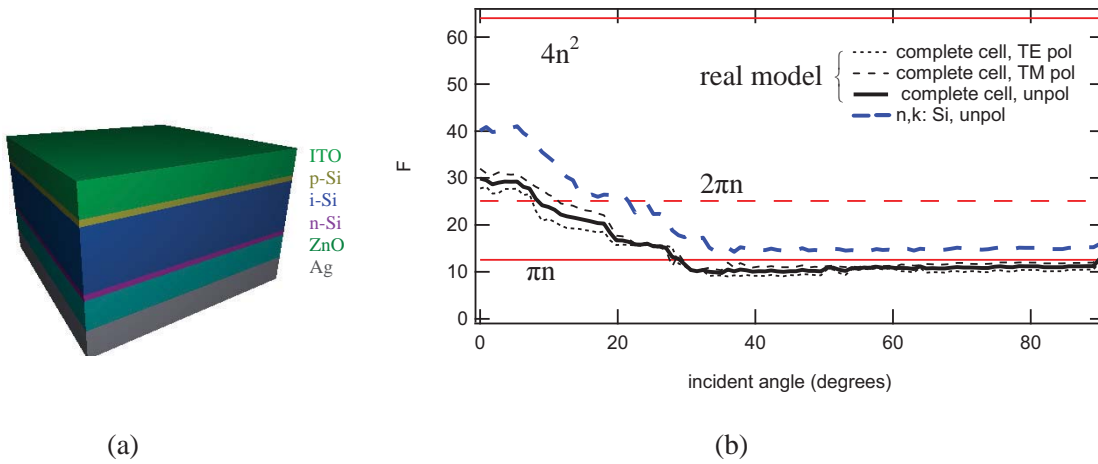 ITO
p-Si
i-Si
n-Si
ZnO
Ag
(a)
60
50
40
30
20
10
0
F
4n²
real model
complete cell, TE pol
complete cell, TM pol
complete cell, unpol
n,k: Si, unpol
2πn
πn
0
20
40
60
80
incident angle (degrees)
(b)